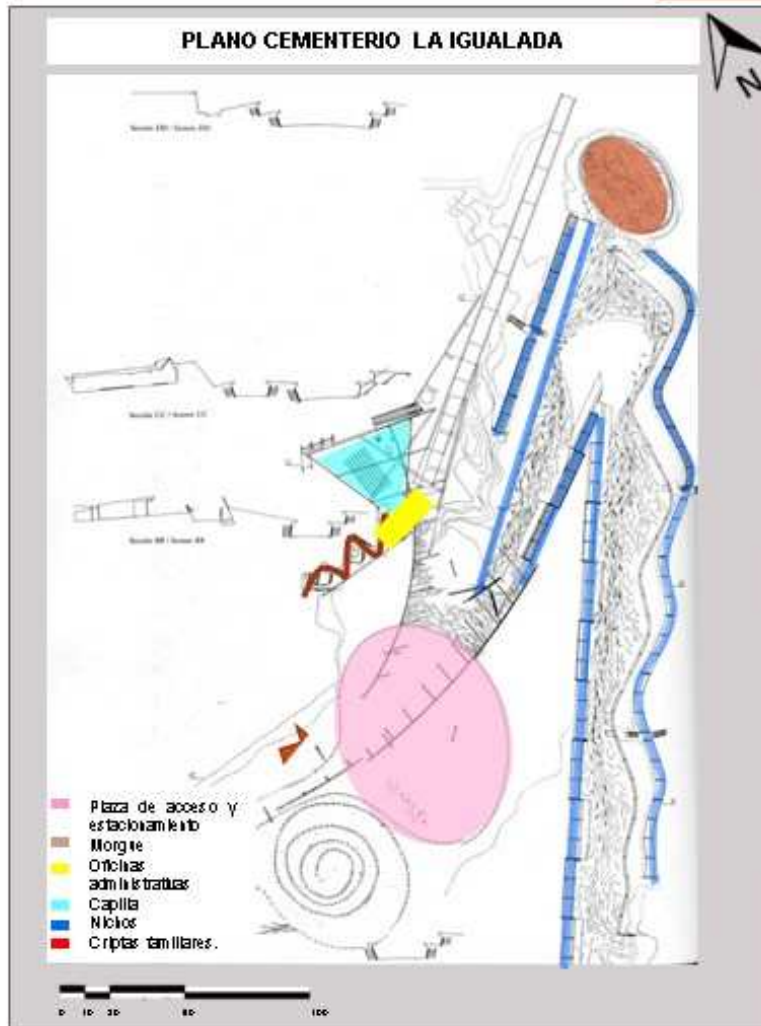 PLANO CEMENTERIO LA IGUALADA
N
Plaza de acceso y
estacionamiento
Morgue
Oficinas
administrativas
Capilla
Nichos
Criptas familiares.
0 10 20
100